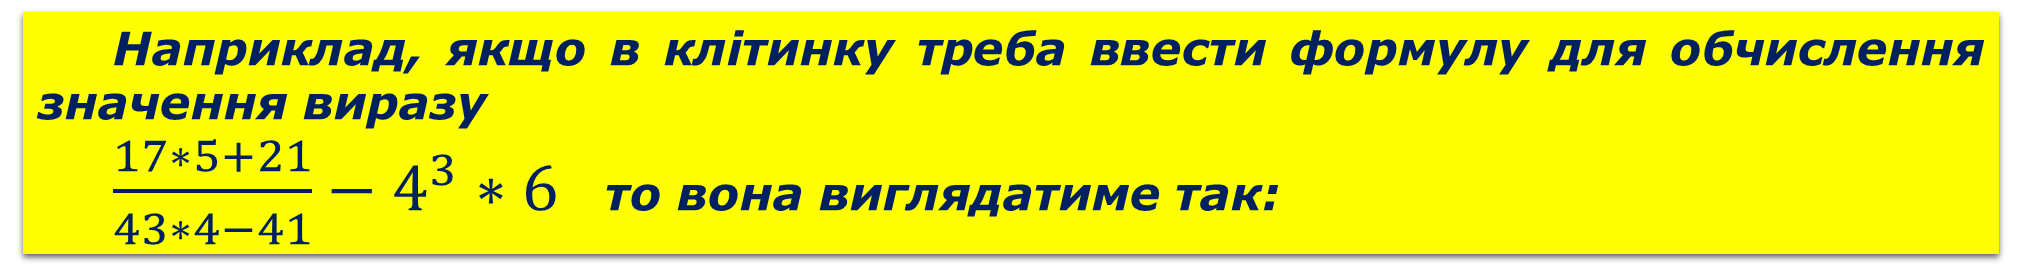 Наприклад, якщо в клітинку треба ввести формулу для обчислення
значення виразу
17*5+21
43*4−41
− 4³ * 6 то вона виглядатиме так: